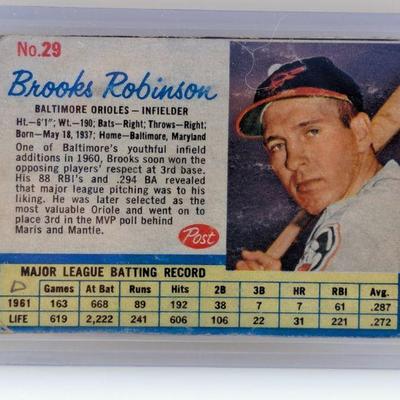 No.29
Brooks Robinson
BALTIMORE ORIOLES—INFIELDER
Ht.—6'1"; Wt.—190; Bats—Right; Throws—Right;
Born—May 18, 1937; Home—Baltimore, Maryland
One of Baltimore's youthful infield
additions in 1960, Brooks soon won the
opposing players' respect at 3rd base.
His 88 RBI's and .294 BA revealed
that major league pitching was to his
liking. He was later selected as the
most valuable Oriole and went on to
place 3rd in the MVP poll behind
Maris and Mantle.
Post
MAJOR LEAGUE BATTING RECORD
D Games At Bat Runs Hits 2B 3B HR RBI Avg.
1961 163 668 89 192 38 7 7 61 .287
LIFE 619 2,222 241 606 106 22 31 221 .272